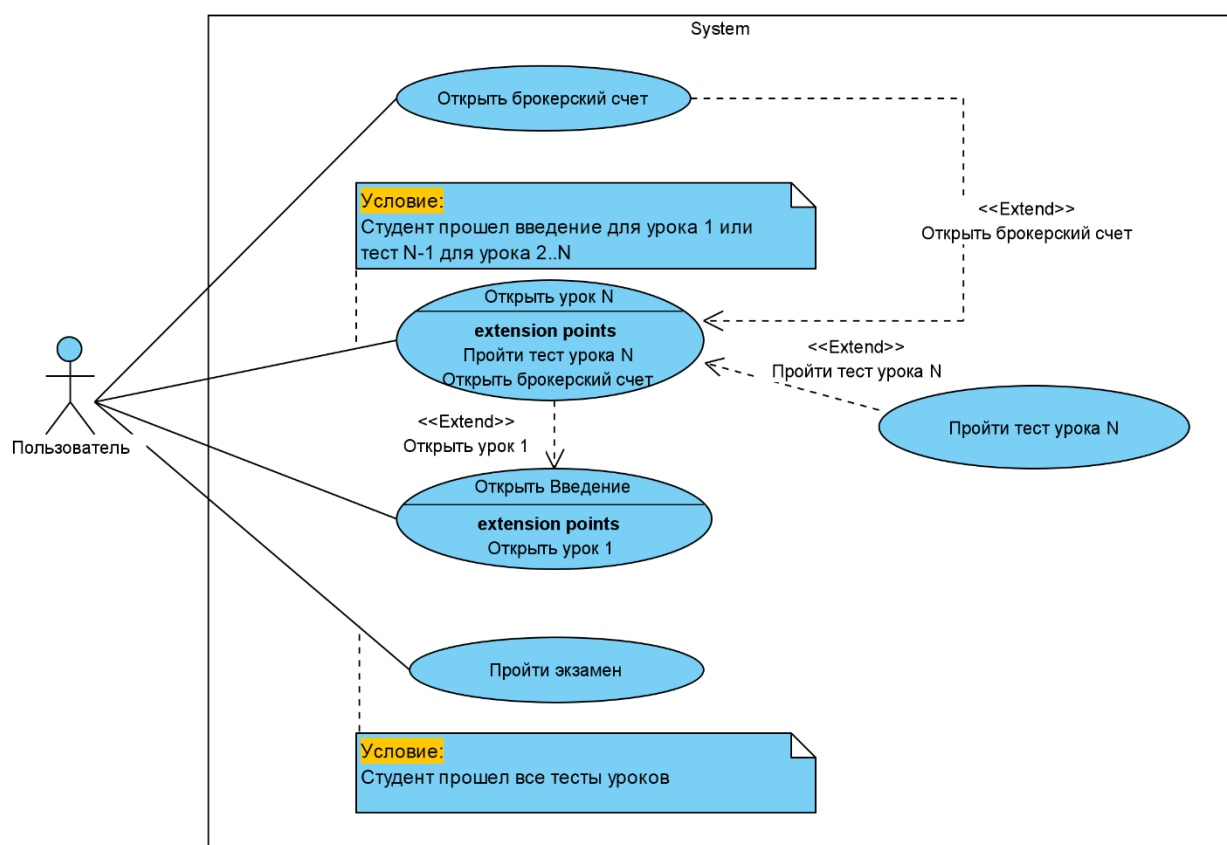 System
Открыть брокерский счет
<<Extend>>
Открыть брокерский счет
Условие:
Студент прошел введение для урока 1 или
тест N-1 для урока 2..N
Открыть урок N
extension points
Пройти тест урока N
Открыть брокерский счет
<<Extend>>
Пройти тест урока N
Пройти тест урока N
Пользователь
<<Extend>>
Открыть урок 1
Открыть Введение
extension points
Открыть урок 1
Пройти экзамен
Условие:
Студент прошел все тесты уроков